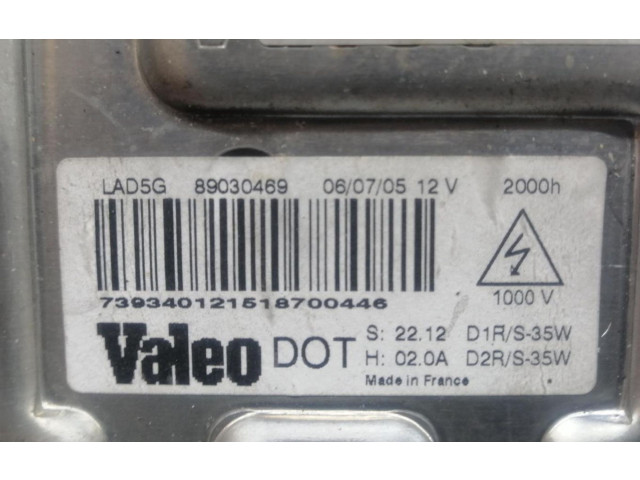 LAD5G 89030469 06/07/05 12 V 2000h
739340121518700446
1000 V
Valeo DOT S: 22.12 D1R/S-35W
H: 02.0A D2R/S-35W
Made in France